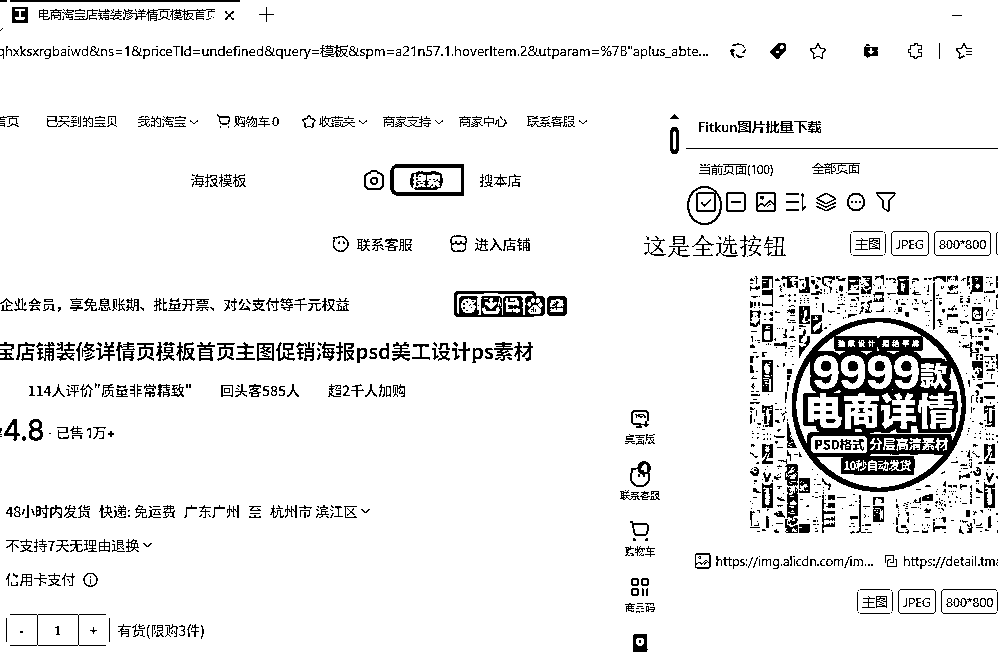 电商淘宝店铺装修详情页模板首页
qhxksxrgbaiwd&ns=1&priceTId=undefined&query=模板&spm=a21n57.1.hoverItem.2&utparam=%7B"aplus_abte...
首页 已买到的宝贝 我的淘宝 购物车0 收藏夹 商家支持 商家中心 联系客服
Fitkun图片批量下载
当前页面(100) 全部页面
海报模板 搜索 搜本店
这是全选按钮
主图 JPEG 800*800
联系客服 进入店铺
企业会员，享免息账期、批量开票、对公支付等千元权益
宝店铺装修详情页模板首页主图促销海报psd美工设计ps素材
114人评价"质量非常精致" 回头客585人 超2千人加购
4.8 · 已售 1万+
独家设计 拒绝平庸
9999款
电商详情
PSD格式 分层高清素材
10秒自动发货
桌面版
联系客服
购物车
商品码
48小时内发货 快递: 免运费 广东广州 至 杭州市 滨江区
不支持7天无理由退换
信用卡支付
https://img.alicdn.com/im... https://detail.tma
主图 JPEG 800*800
- 1 + 有货(限购3件)